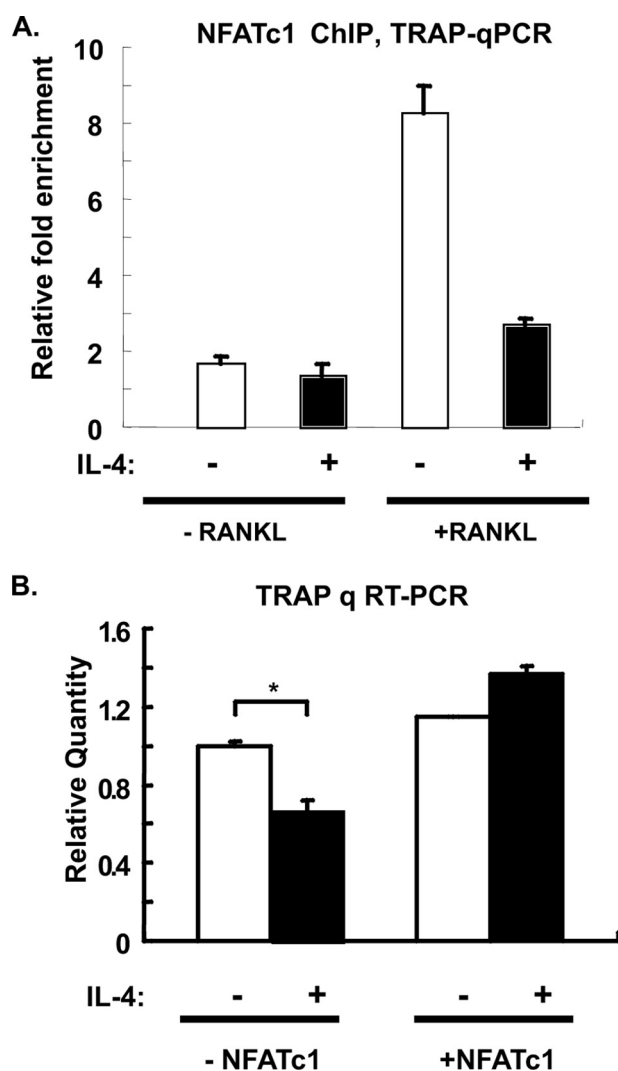 A.
NFATc1 ChIP, TRAP-qPCR
Relative fold enrichment
10
8
6
4
2
0
IL-4: - + - +
- RANKL +RANKL
B.
TRAP q RT-PCR
Relative Quantity
1.6
1.2
0.8
0.4
0
*
IL-4: - + - +
- NFATc1 +NFATc1